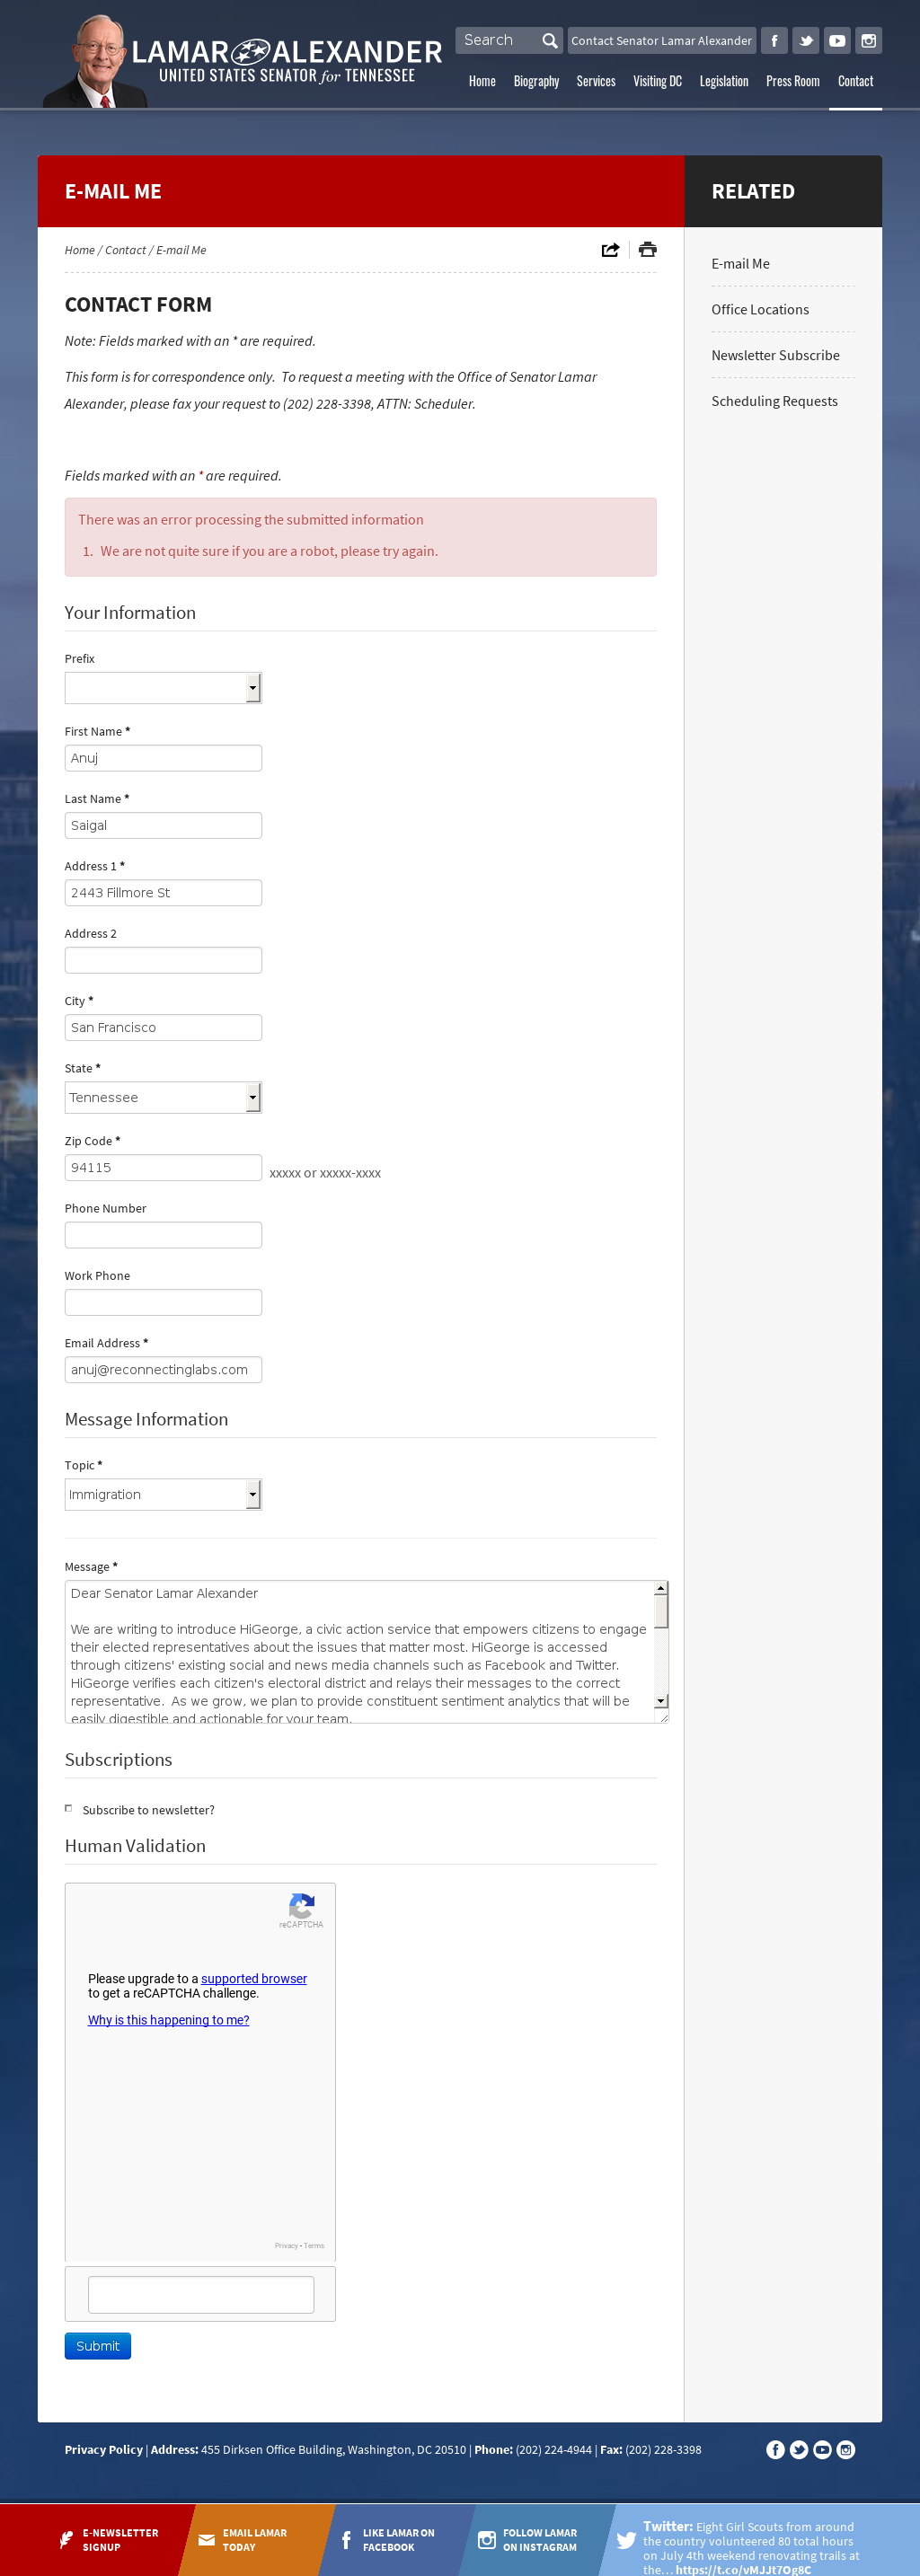 LAMAR ALEXANDER
UNITED STATES SENATOR for TENNESSEE
Search
Contact Senator Lamar Alexander
Home Biography Services Visiting DC Legislation Press Room Contact
E-MAIL ME
RELATED
Home / Contact / E-mail Me
E-mail Me
Office Locations
Newsletter Subscribe
Scheduling Requests
CONTACT FORM
Note: Fields marked with an * are required.
This form is for correspondence only.  To request a meeting with the Office of Senator Lamar
Alexander, please fax your request to (202) 228-3398, ATTN: Scheduler.
Fields marked with an * are required.
There was an error processing the submitted information
1. We are not quite sure if you are a robot, please try again.
Your Information
Prefix
First Name *
Anuj
Last Name *
Saigal
Address 1 *
2443 Fillmore St
Address 2
City *
San Francisco
State *
Tennessee
Zip Code *
94115
xxxxx or xxxxx-xxxx
Phone Number
Work Phone
Email Address *
anuj@reconnectinglabs.com
Message Information
Topic *
Immigration
Message *
Dear Senator Lamar Alexander
We are writing to introduce HiGeorge, a civic action service that empowers citizens to engage
their elected representatives about the issues that matter most. HiGeorge is accessed
through citizens' existing social and news media channels such as Facebook and Twitter.
HiGeorge verifies each citizen's electoral district and relays their messages to the correct
representative.  As we grow, we plan to provide constituent sentiment analytics that will be
easily digestible and actionable for your team.
Subscriptions
Subscribe to newsletter?
Human Validation
reCAPTCHA
Please upgrade to a supported browser
to get a reCAPTCHA challenge.
Why is this happening to me?
Privacy • Terms
Submit
Privacy Policy | Address: 455 Dirksen Office Building, Washington, DC 20510 | Phone: (202) 224-4944 | Fax: (202) 228-3398
E-NEWSLETTER
SIGNUP
EMAIL LAMAR
TODAY
LIKE LAMAR ON
FACEBOOK
FOLLOW LAMAR
ON INSTAGRAM
Twitter: Eight Girl Scouts from around
the country volunteered 80 total hours
on July 4th weekend renovating trails at
the… https://t.co/vMJJt7Og8C